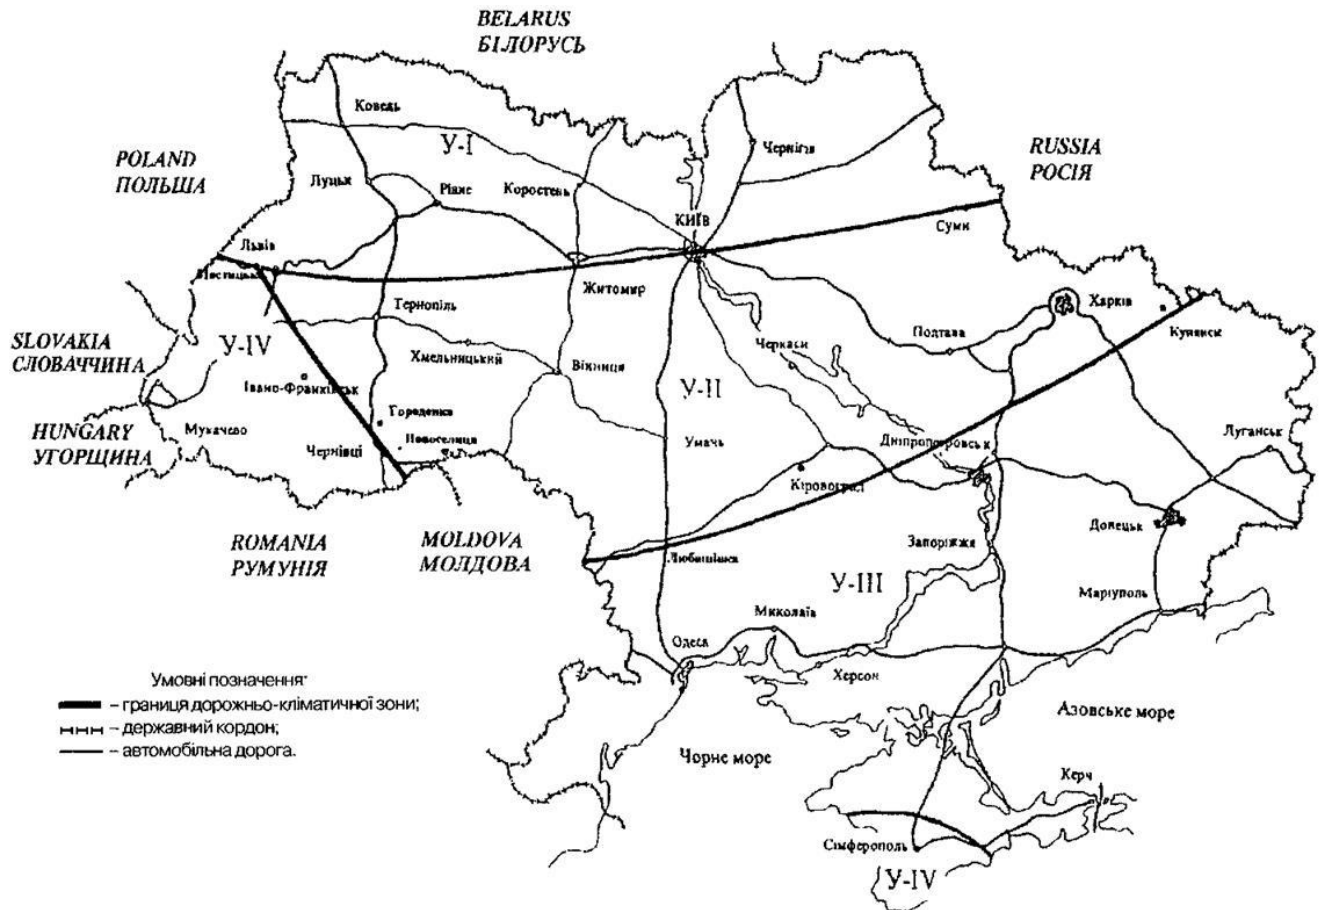 BELARUS
БІЛОРУСЬ
Ковель
У-І
Чернігів
RUSSIA
РОСІЯ
POLAND
ПОЛЬША
Луцьк
Рівне
Коростень
КИЇВ
Суми
Львів
Житомир
Тернопіль
Харків
Куп'янськ
SLOVAKIA
СЛОВАЧЧИНА
У-IV
Хмельницький
Вінниця
Черкаси
Полтава
Івано-Франківськ
У-ІІ
HUNGARY
УГОРЩИНА
Мукачево
Городенка
Новоселиця
Чернівці
Умань
Дніпропетровськ
Луганськ
Кіровоград
ROMANIA
РУМУНІЯ
MOLDOVA
МОЛДОВА
Любашівка
Запоріжжя
Донецьк
У-ІІІ
Маріуполь
Миколаїв
Одеса
Херсон
Умовні позначення:
– границя дорожньо-кліматичної зони;
– державний кордон;
– автомобільна дорога.
Азовське море
Чорне море
Керч
Сімферополь
У-IV